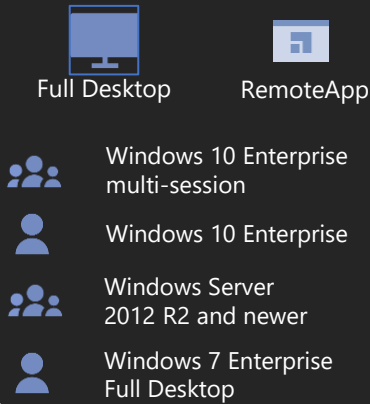 Full Desktop
RemoteApp
Windows 10 Enterprise
multi-session
Windows 10 Enterprise
Windows Server
2012 R2 and newer
Windows 7 Enterprise
Full Desktop